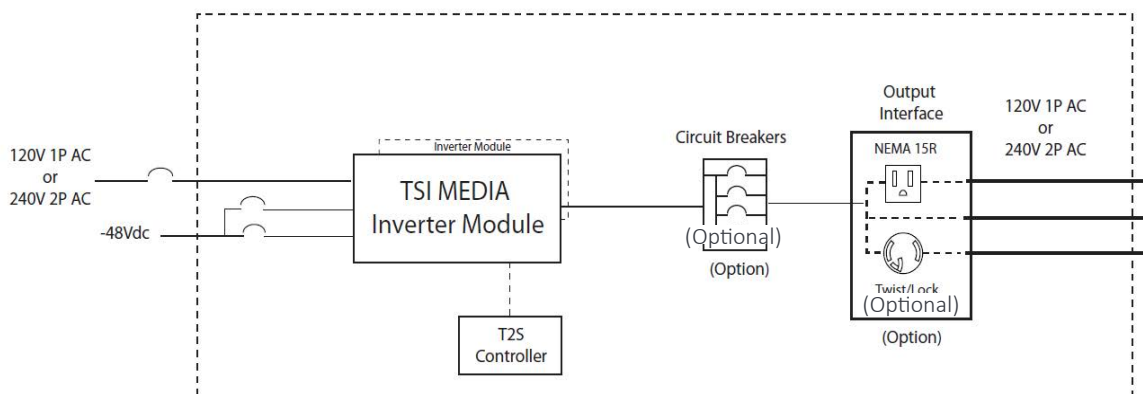 Output
Interface
120V 1P AC
or
240V 2P AC
Circuit Breakers
NEMA 15R
Inverter Module
120V 1P AC
or
240V 2P AC
TSI MEDIA
Inverter Module
-48Vdc
(Optional)
(Option)
Twist/Lock
(Optional)
(Option)
T2S
Controller